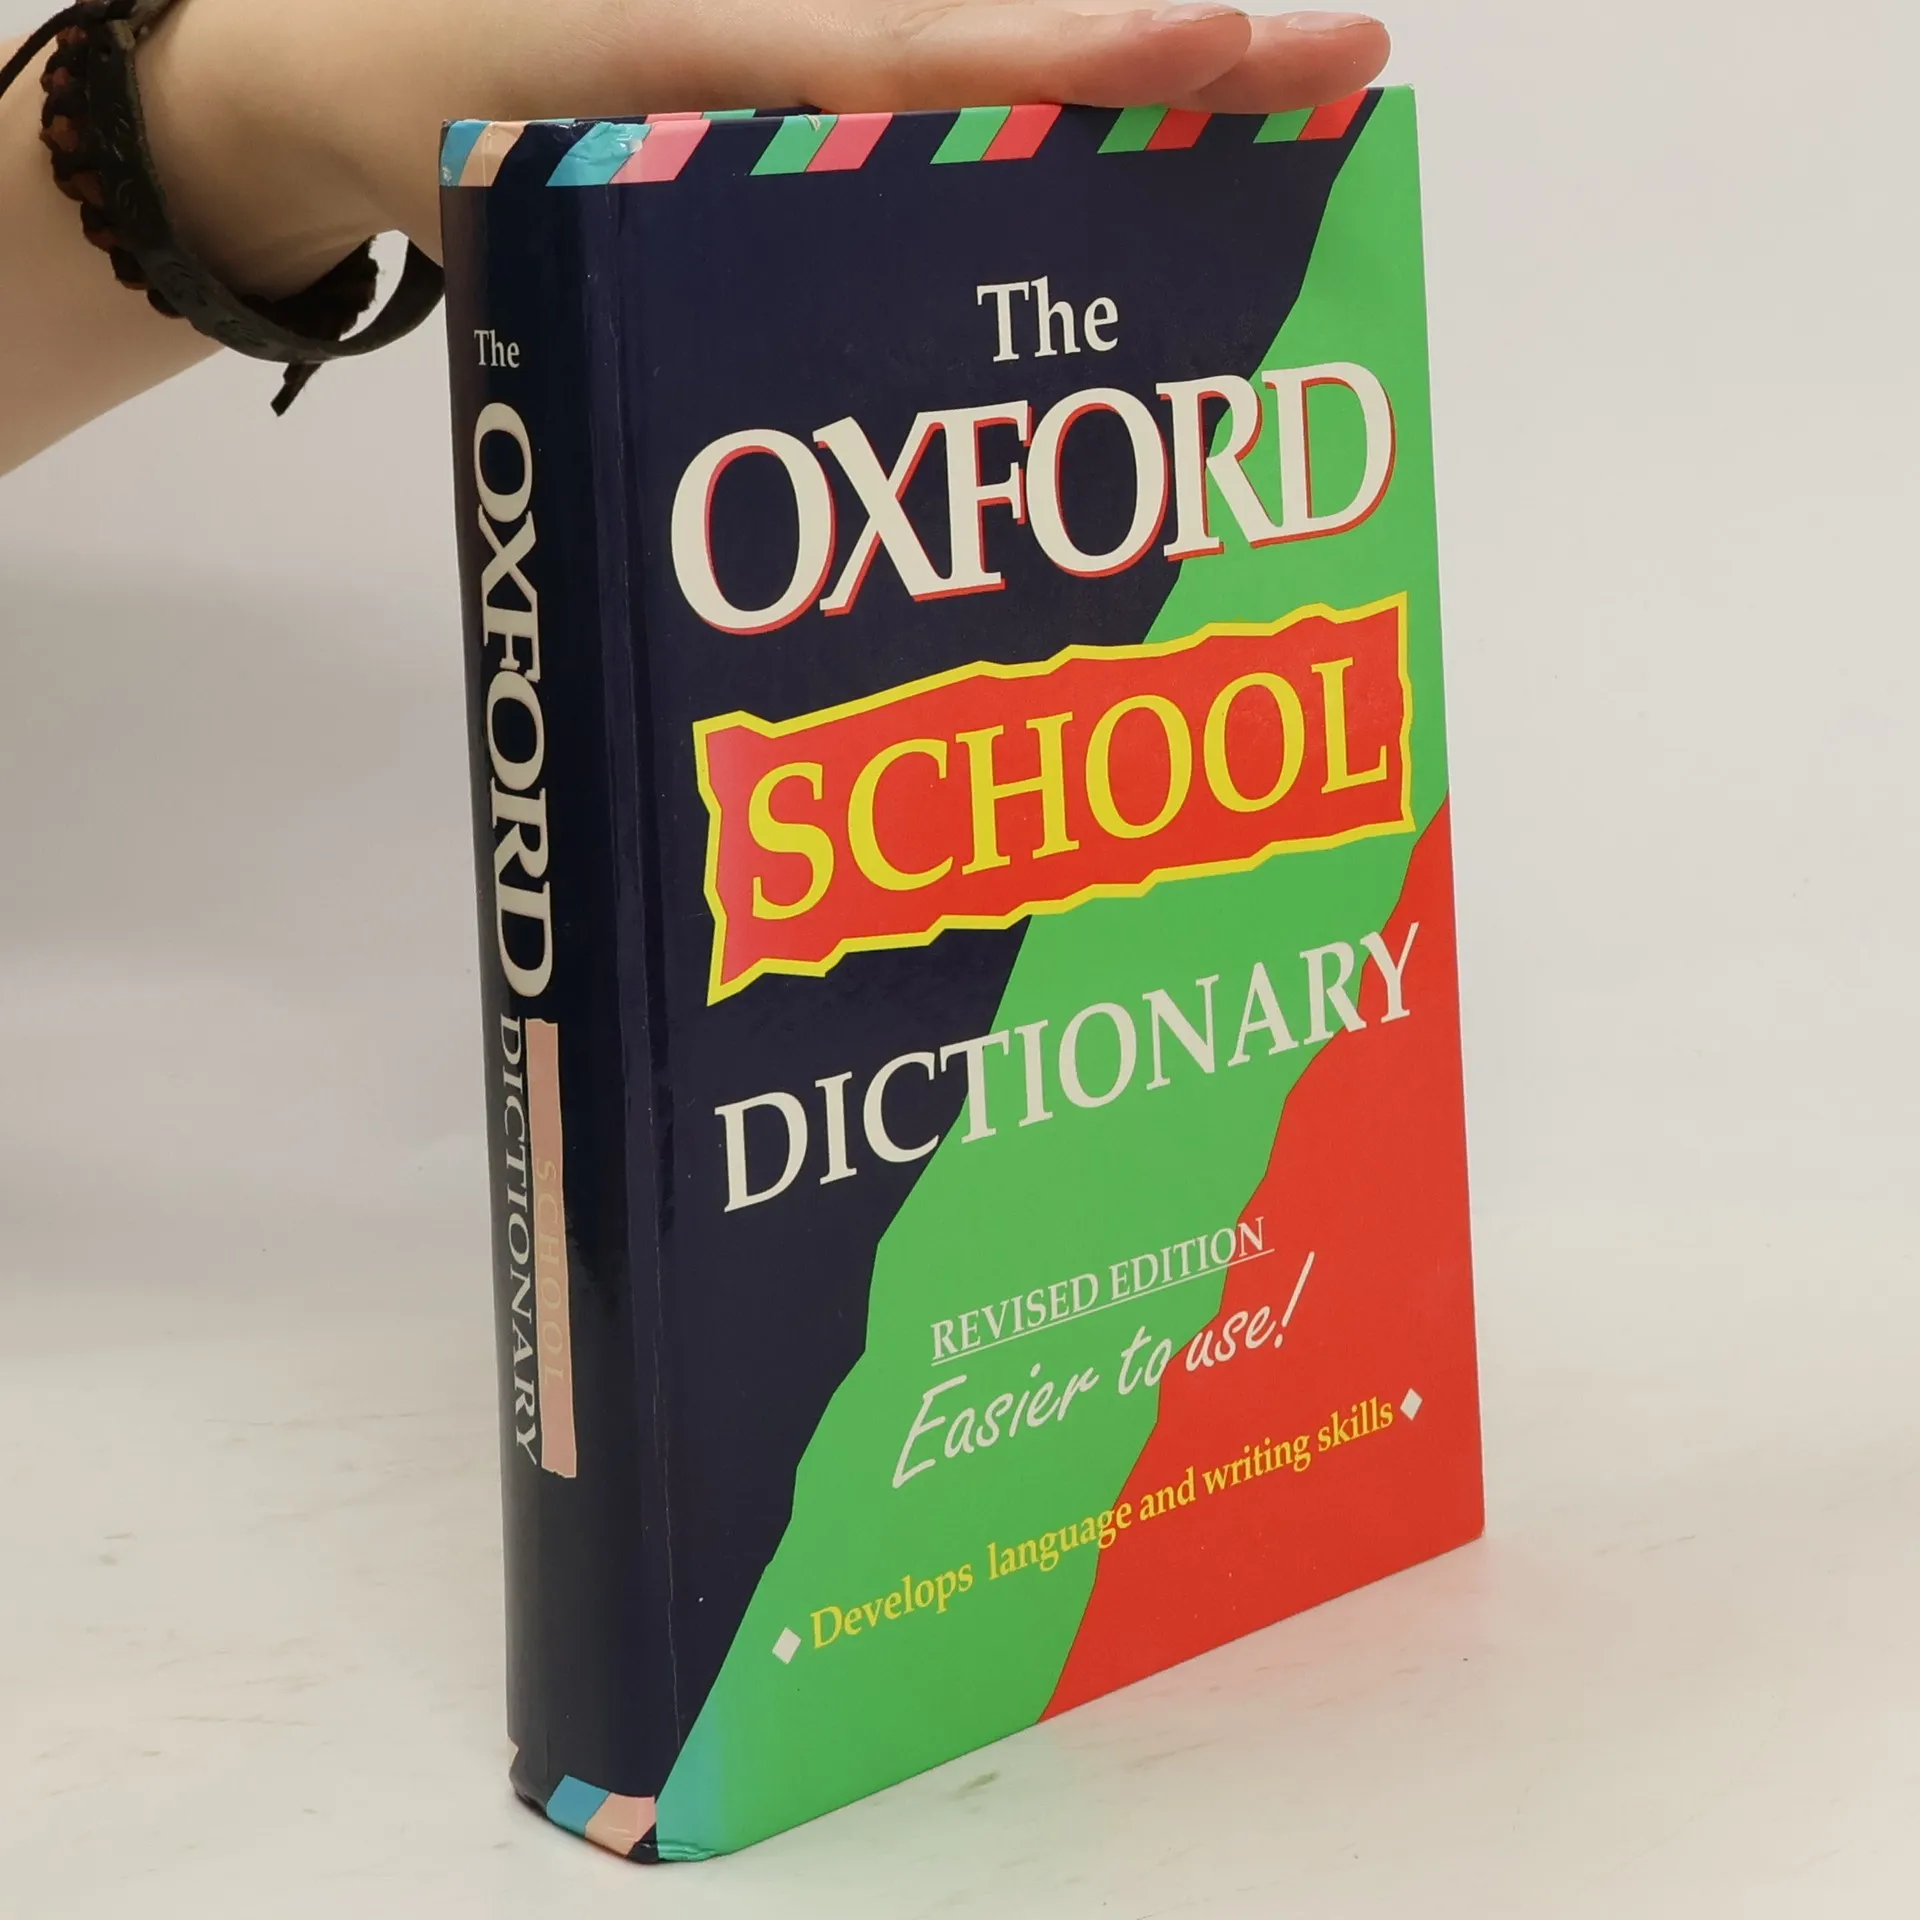 The
OXFORD
SCHOOL
DICTIONARY
REVISED EDITION
Easier to use!
Develops language and writing skills
The OXFORD SCHOOL DICTIONARY